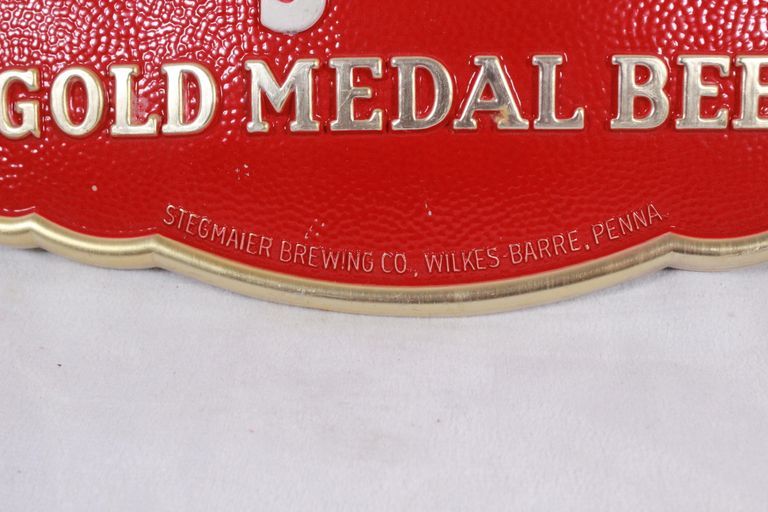 GOLD MEDAL BEE
STEGMAIER BREWING CO., WILKES-BARRE, PENNA.